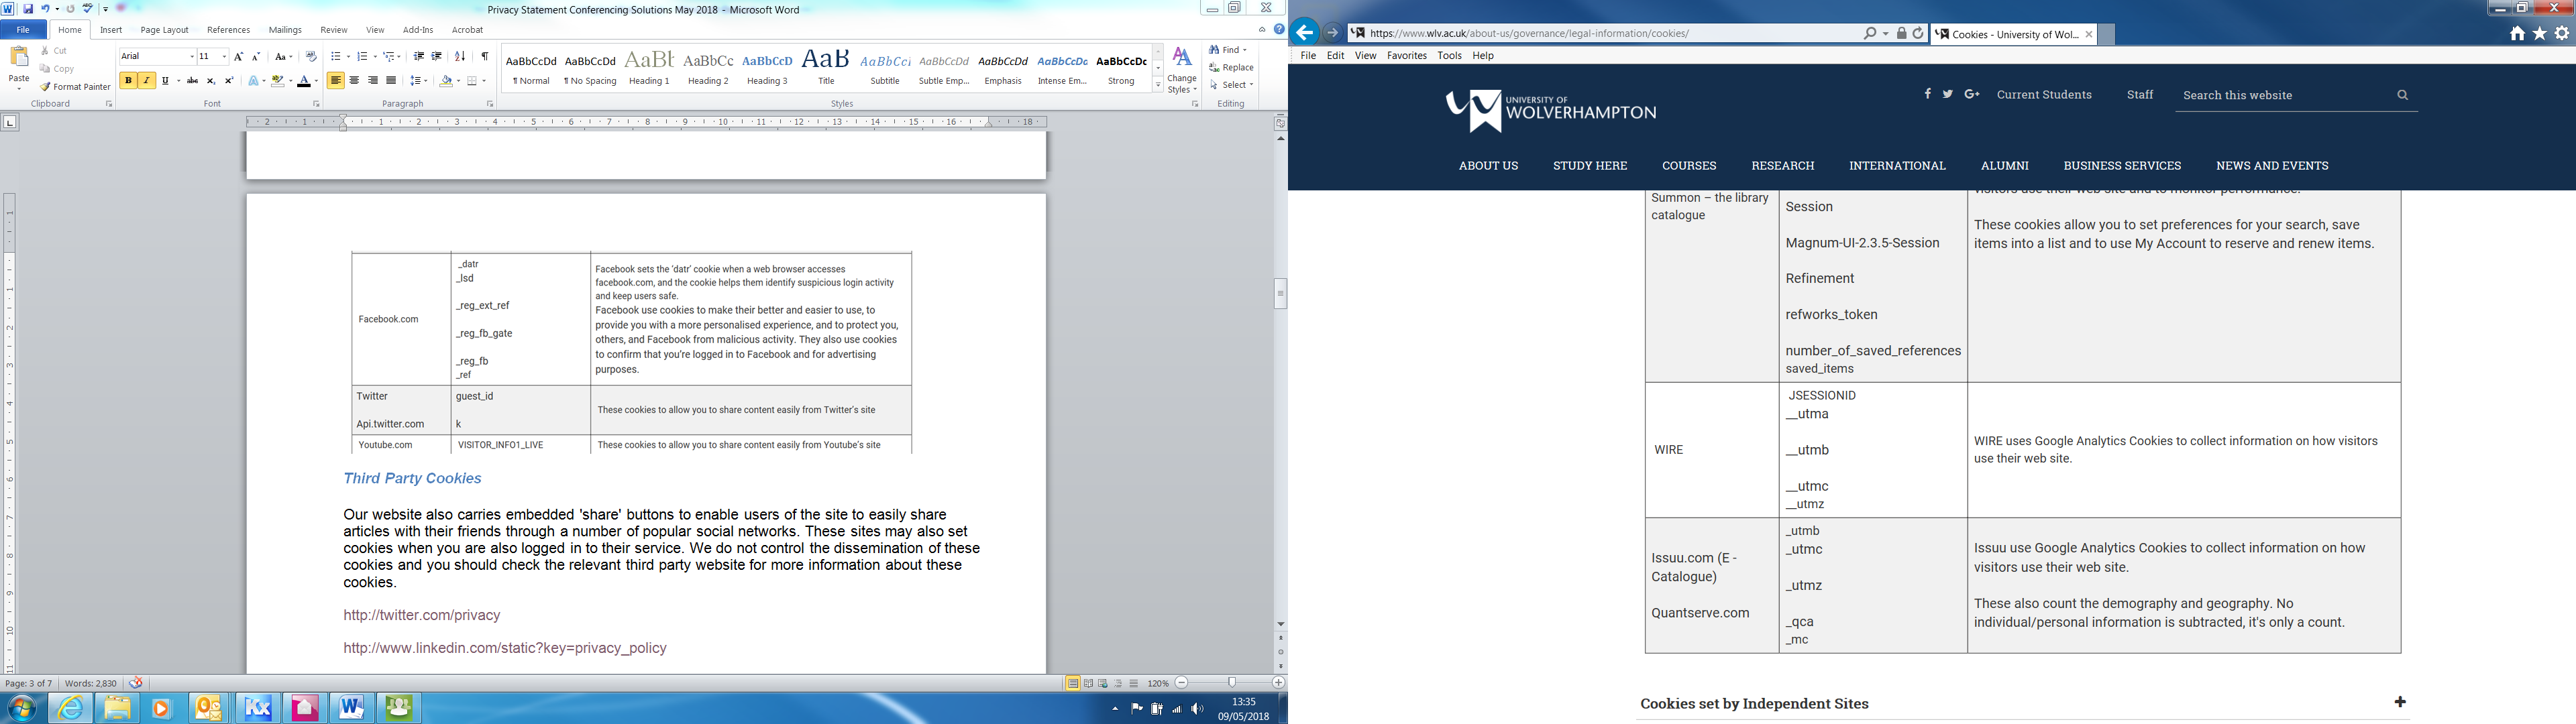 Privacy Statement Conferencing Solutions May 2018 - Microsoft Word
File Home Insert Page Layout References Mailings Review View Add-Ins Acrobat
Paste
Cut
Copy
Format Painter
Clipboard
Arial 11
Font
Paragraph
AaBbCcDd AaBbCcDd AaBbC AaBbCc AaBbCcD AaB AaBbCci AaBbCcDd AaBbCcDd AaBbCcDd AaBbCcDc
¶ Normal ¶ No Spacing Heading 1 Heading 2 Heading 3 Title Subtitle Subtle Emp... Emphasis Intense Em... Strong
Styles
Change Styles
Find
Replace
Select
Editing
Facebook.com
_datr
_lsd
_reg_ext_ref
_reg_fb_gate
_reg_fb
_ref
Facebook sets the 'datr' cookie when a web browser accesses
facebook.com, and the cookie helps them identify suspicious login activity
and keep users safe.
Facebook use cookies to make their better and easier to use, to
provide you with a more personalised experience, and to protect you,
others, and Facebook from malicious activity. They also use cookies
to confirm that you're logged in to Facebook and for advertising
purposes.
Twitter
Api.twitter.com
guest_id
k
These cookies to allow you to share content easily from Twitter's site
Youtube.com VISITOR_INFO1_LIVE These cookies to allow you to share content easily from Youtube's site
Third Party Cookies
Our website also carries embedded 'share' buttons to enable users of the site to easily share
articles with their friends through a number of popular social networks. These sites may also set
cookies when you are also logged in to their service. We do not control the dissemination of these
cookies and you should check the relevant third party website for more information about these
cookies.
http://twitter.com/privacy
http://www.linkedin.com/static?key=privacy_policy
Page: 3 of 7 Words: 2,830
120%
13:35
09/05/2018
https://www.wlv.ac.uk/about-us/governance/legal-information/cookies/
Cookies - University of Wol...
File Edit View Favorites Tools Help
UNIVERSITY OF
WOLVERHAMPTON
Current Students Staff Search this website
ABOUT US STUDY HERE COURSES RESEARCH INTERNATIONAL ALUMNI BUSINESS SERVICES NEWS AND EVENTS
visitors use their web site and to monitor performance.
Summon – the library
catalogue
Session
Magnum-UI-2.3.5-Session
Refinement
refworks_token
number_of_saved_references
saved_items
These cookies allow you to set preferences for your search, save
items into a list and to use My Account to reserve and renew items.
WIRE
JSESSIONID
__utma
__utmb
__utmc
__utmz
WIRE uses Google Analytics Cookies to collect information on how visitors
use their web site.
Issuu.com (E -
Catalogue)
Quantserve.com
_utmb
_utmc
_utmz
_qca
_mc
Issuu use Google Analytics Cookies to collect information on how
visitors use their web site.
These also count the demography and geography. No
individual/personal information is subtracted, it's only a count.
Cookies set by Independent Sites